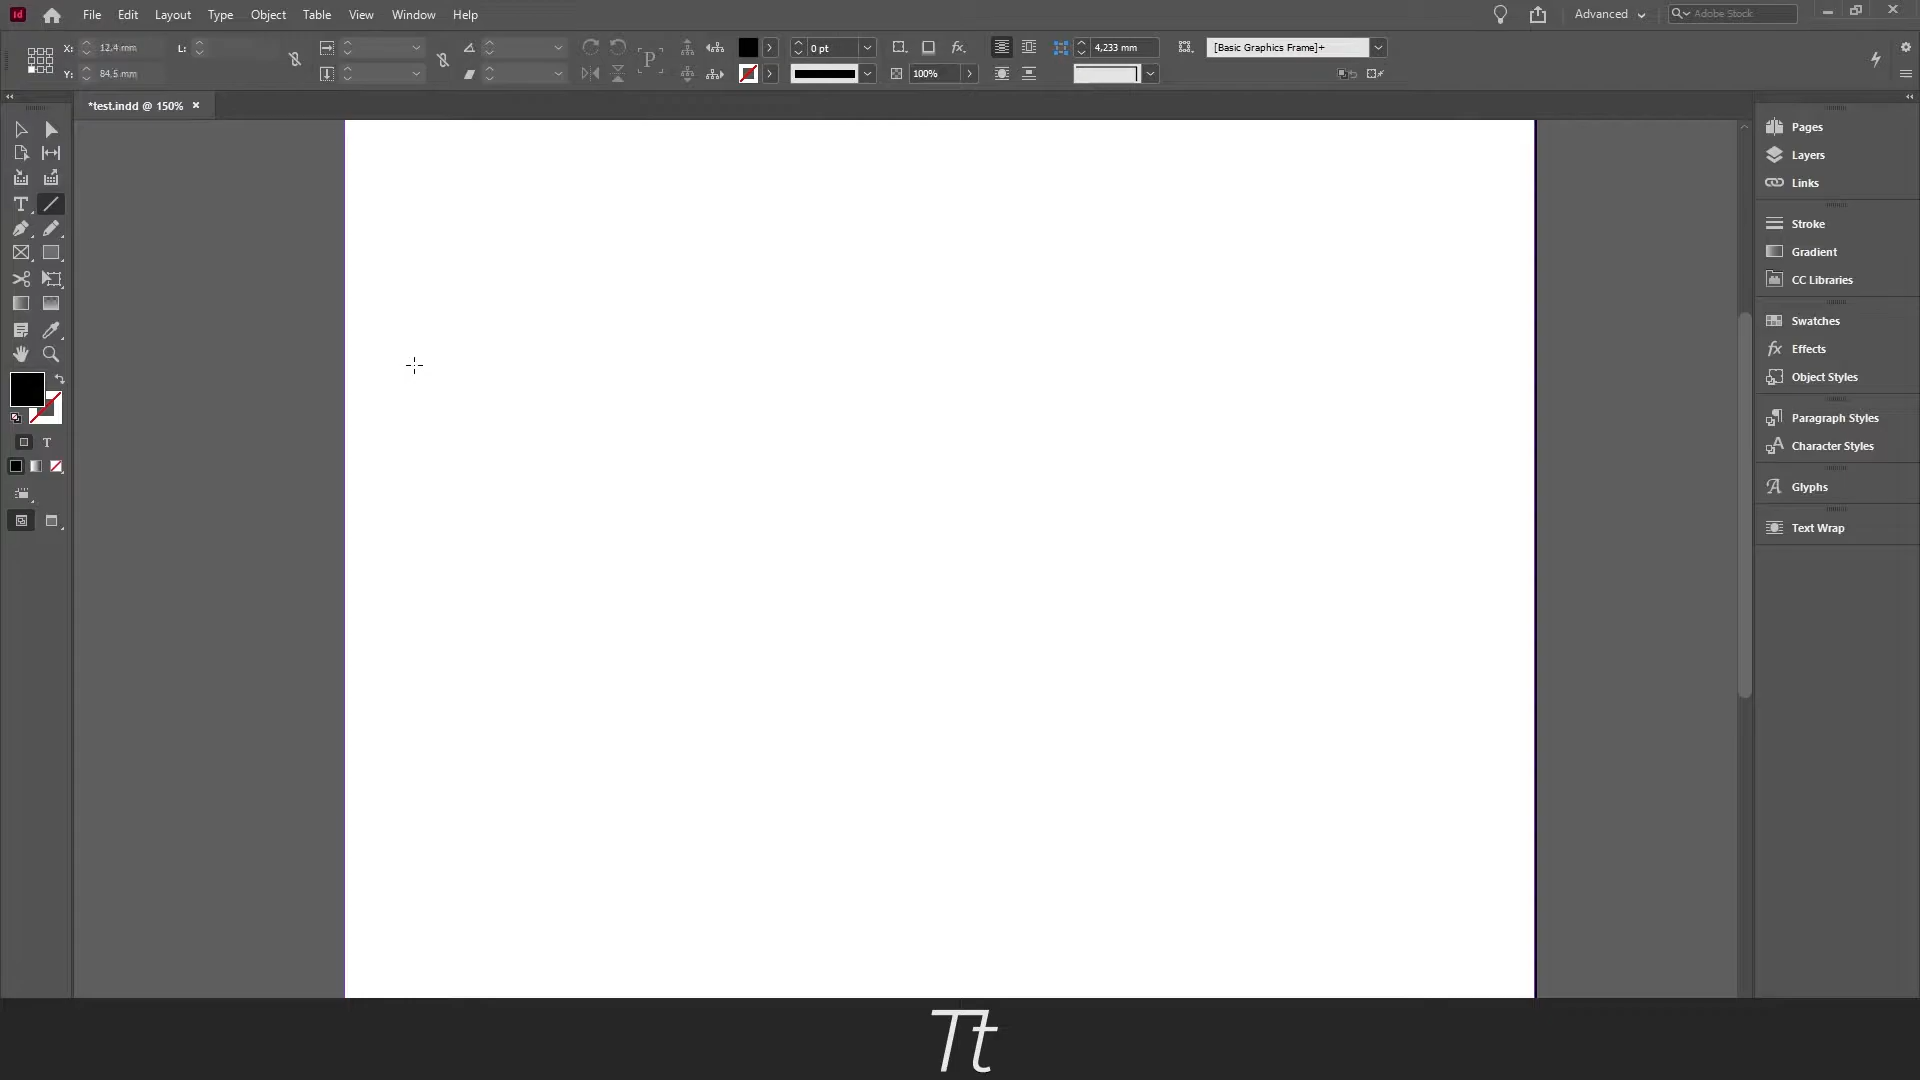 Id File Edit Layout Type Object Table View Window Help Advanced Adobe Stock
X: 12.4 mm L: 0 pt 4,233 mm [Basic Graphics Frame]+
Y: 84.5 mm P 100%
*test.indd @ 150% ×
Pages
Layers
Links
Stroke
Gradient
CC Libraries
Swatches
fx Effects
Object Styles
Paragraph Styles
Character Styles
Glyphs
Text Wrap
T
T
Tt